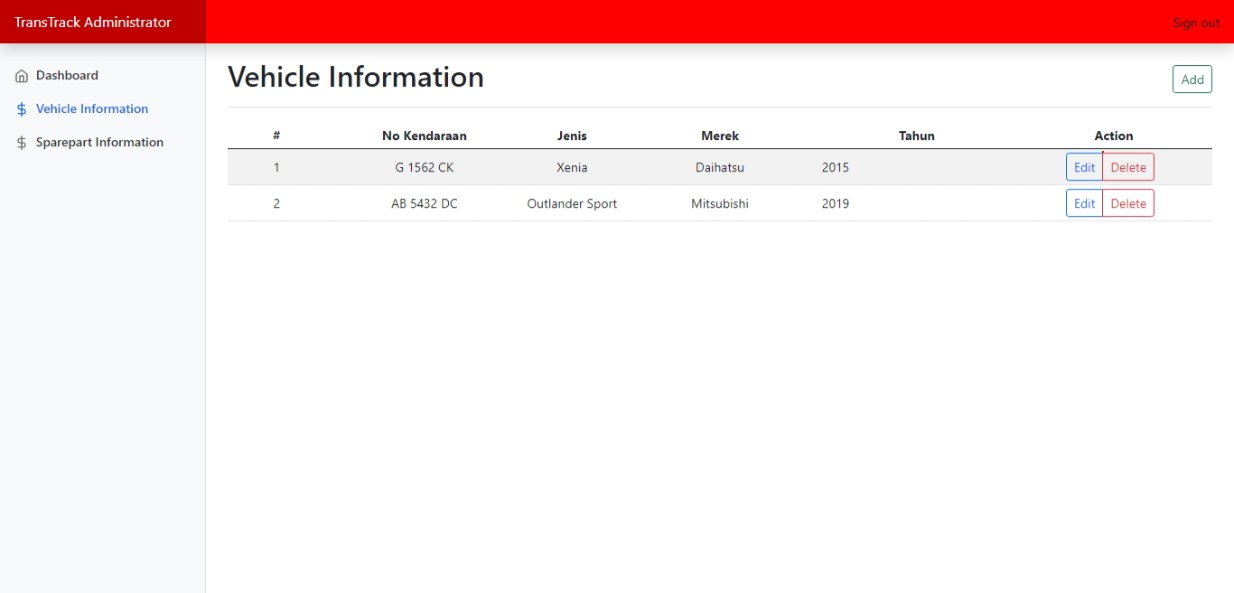 TransTrack Administrator
Sign out
Dashboard
Vehicle Information
Sparepart Information
Vehicle Information
Add
# No Kendaraan Jenis Merek Tahun Action
1 G 1562 CK Xenia Daihatsu 2015 Edit Delete
2 AB 5432 DC Outlander Sport Mitsubishi 2019 Edit Delete